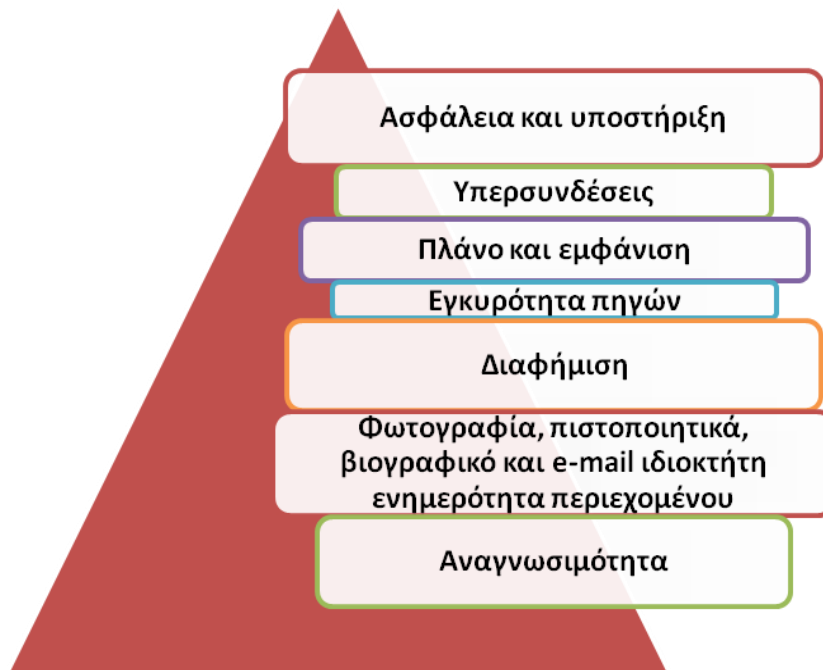 Ασφάλεια και υποστήριξη
Υπερσυνδέσεις
Πλάνο και εμφάνιση
Εγκυρότητα πηγών
Διαφήμιση
Φωτογραφία, πιστοποιητικά,
βιογραφικό και e-mail ιδιοκτήτη
ενημερότητα περιεχομένου
Αναγνωσιμότητα